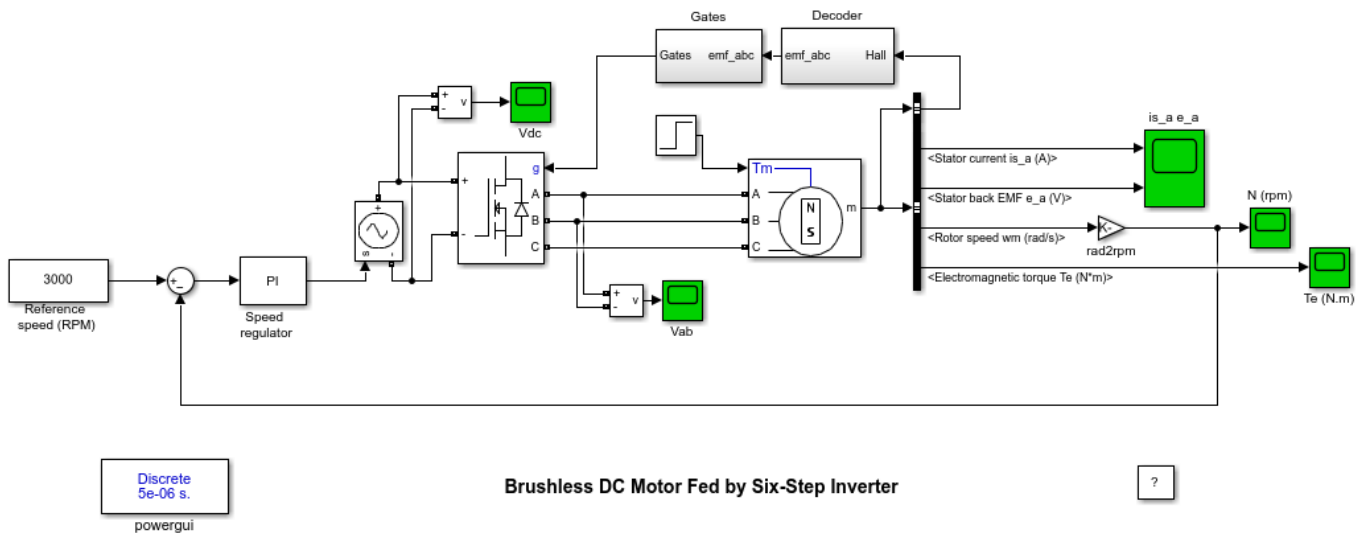 Gates
Decoder
Gates
emf_abc
emf_abc
Hall
+
-
v
Vdc
is_a e_a
g
Tm
<Stator current is_a (A)>
+
A
A
m
<Stator back EMF e_a (V)>
N (rpm)
+
N
B
B
S
<Rotor speed wm (rad/s)>
K-
-
C
C
rad2rpm
s
-
3000
+
−
PI
<Electromagnetic torque Te (N*m)>
Te (N.m)
Reference
speed (RPM)
Speed
regulator
+
-
v
Vab
Discrete
5e-06 s.
powergui
Brushless DC Motor Fed by Six-Step Inverter
?